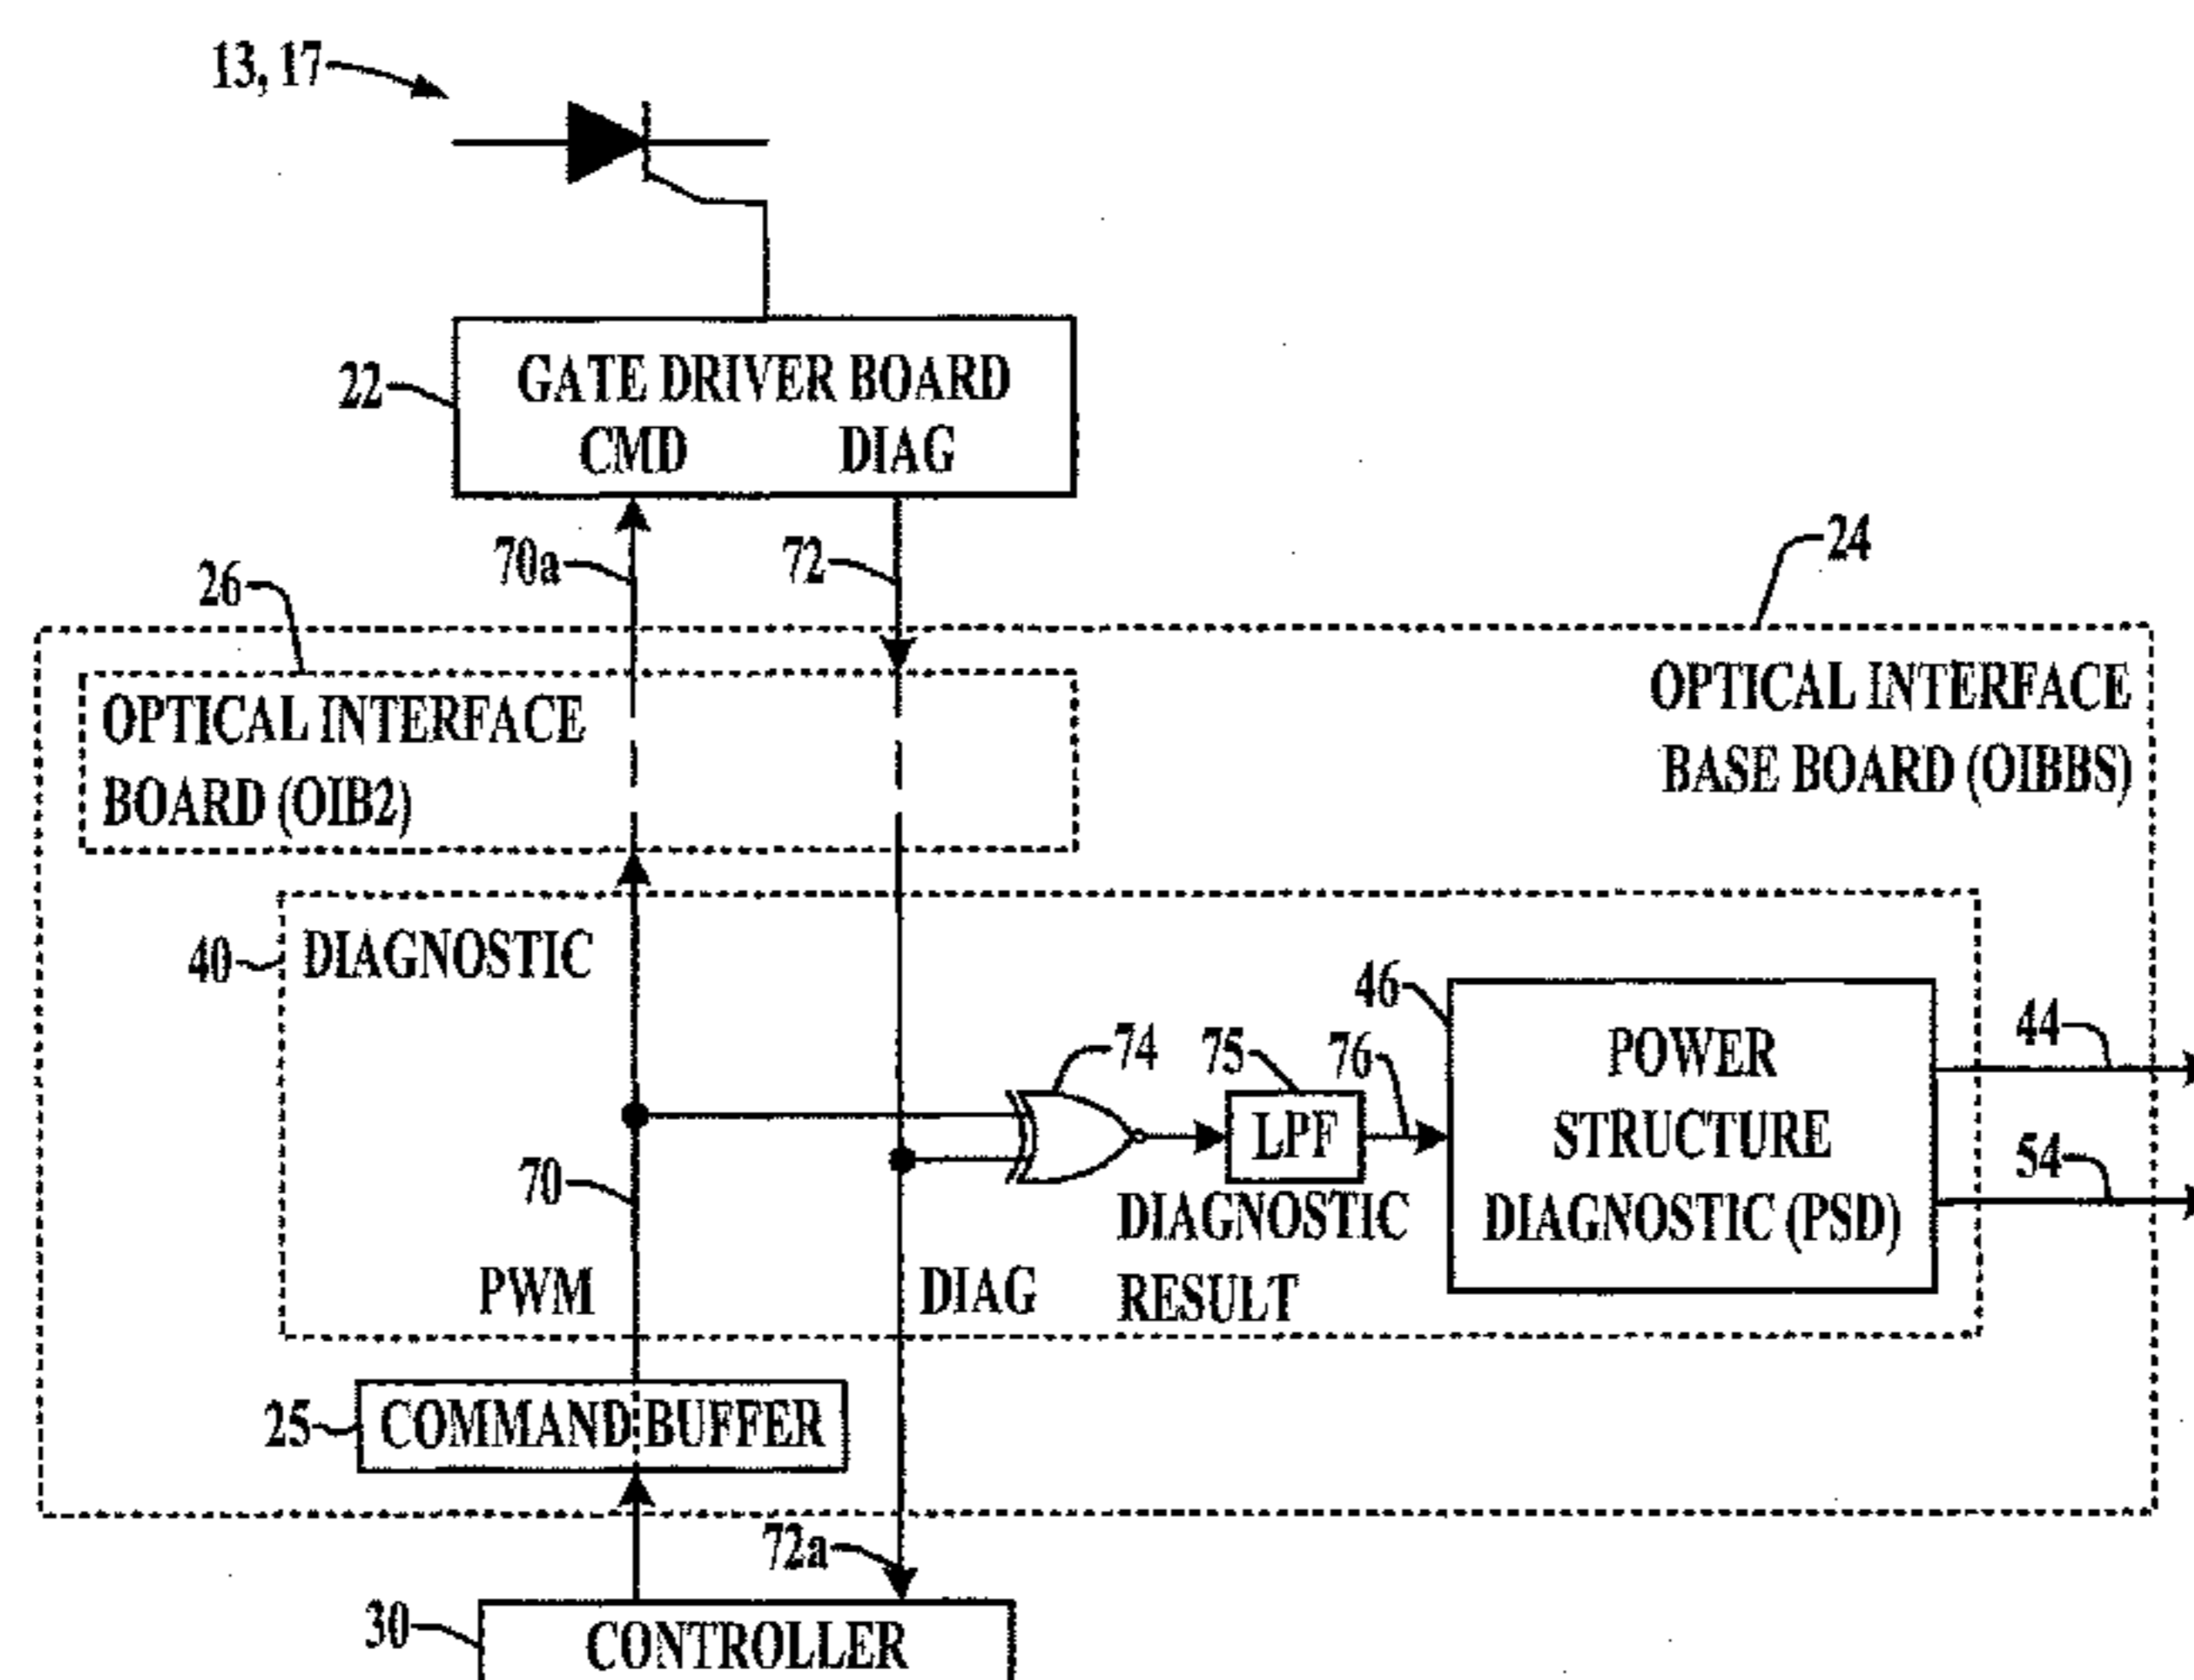 13, 17
22
GATE DRIVER BOARD
CMD DIAG
70a
72
24
26
OPTICAL INTERFACE
BOARD (OIB2)
OPTICAL INTERFACE
BASE BOARD (OIBBS)
40
DIAGNOSTIC
46
74
75
76
44
POWER
STRUCTURE
DIAGNOSTIC (PSD)
LPF
54
70
DIAGNOSTIC
RESULT
PWM
DIAG
25
COMMAND BUFFER
72a
30
CONTROLLER